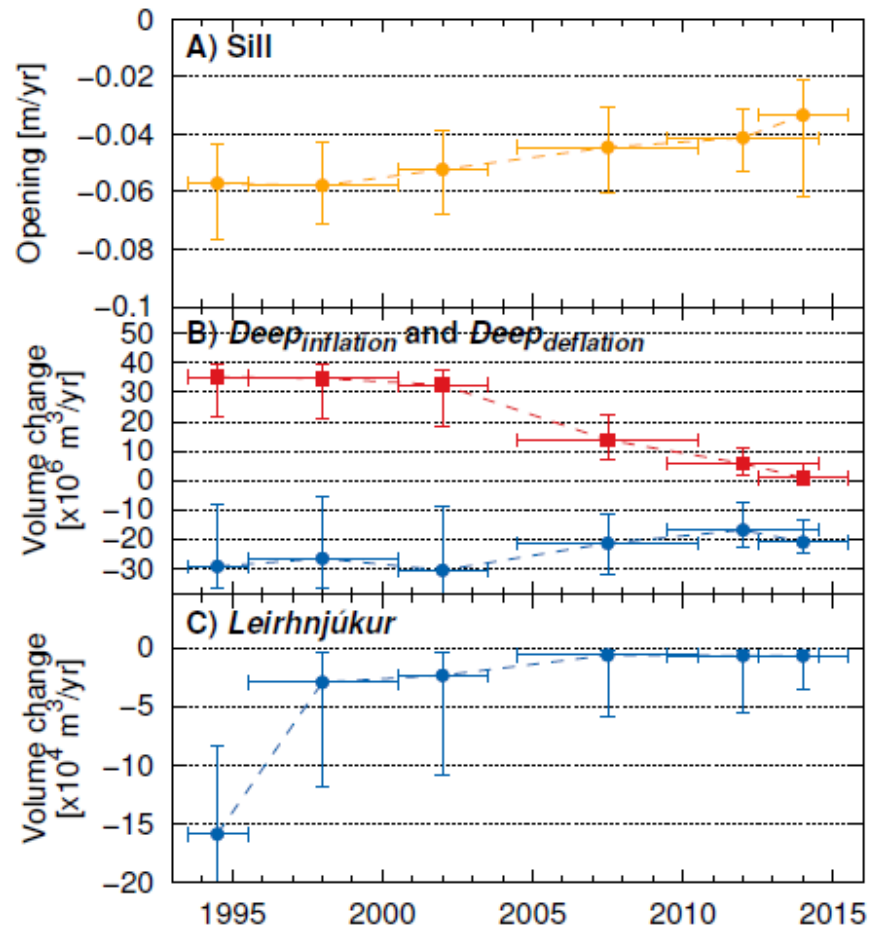 A) Sill
Opening [m/yr]
0
−0.02
−0.04
−0.06
−0.08
−0.1
B) Deep_inflation and Deep_deflation
Volume change
[x10⁶ m³/yr]
50
40
30
20
10
0
−10
−20
−30
C) Leirhnjúkur
Volume change
[x10⁴ m³/yr]
0
−5
−10
−15
−20
1995 2000 2005 2010 2015